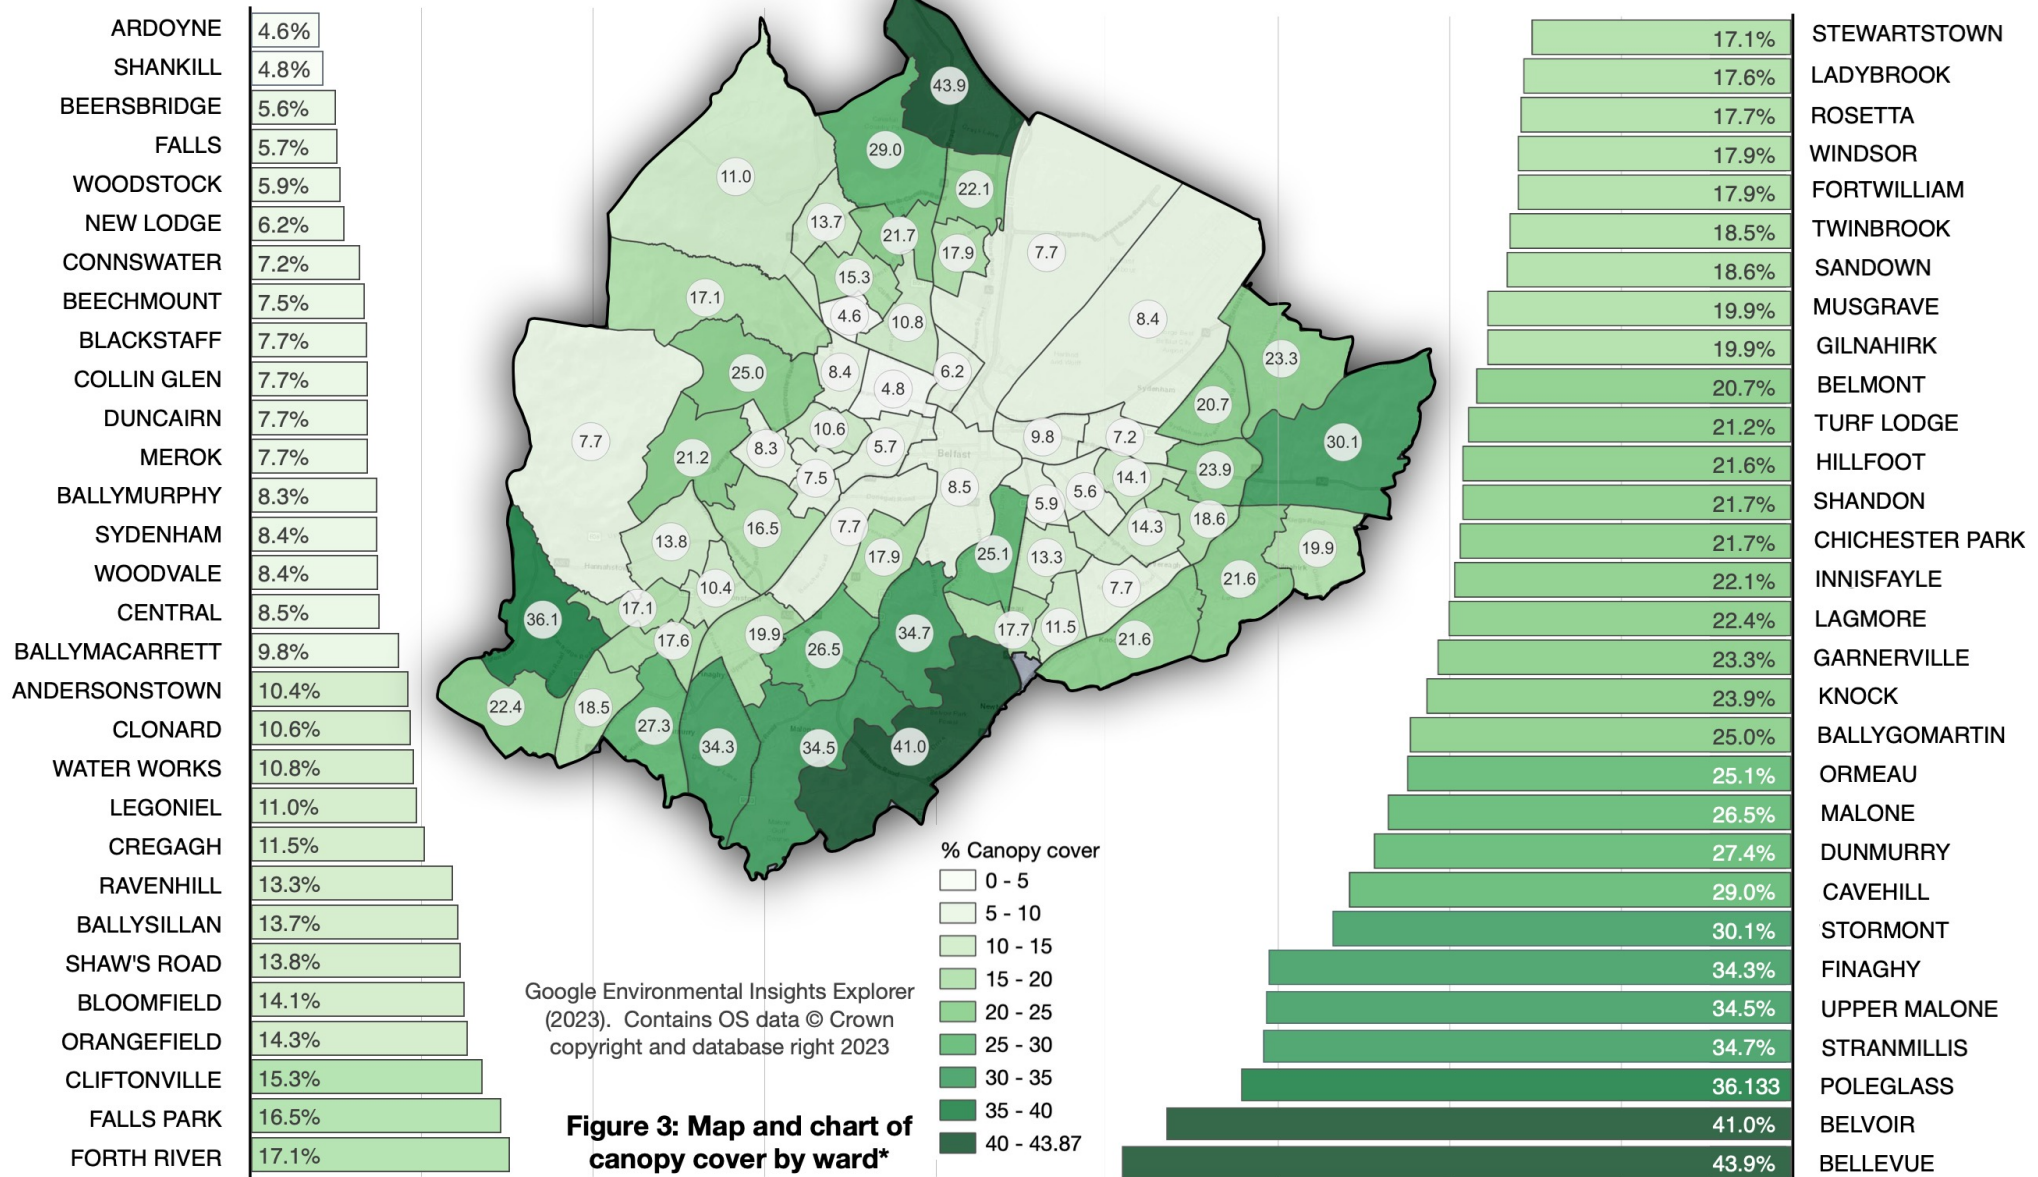 ARDOYNE 4.6%
SHANKILL 4.8%
BEERSBRIDGE 5.6%
FALLS 5.7%
WOODSTOCK 5.9%
NEW LODGE 6.2%
CONNSWATER 7.2%
BEECHMOUNT 7.5%
BLACKSTAFF 7.7%
COLLIN GLEN 7.7%
DUNCAIRN 7.7%
MEROK 7.7%
BALLYMURPHY 8.3%
SYDENHAM 8.4%
WOODVALE 8.4%
CENTRAL 8.5%
BALLYMACARRETT 9.8%
ANDERSONSTOWN 10.4%
CLONARD 10.6%
WATER WORKS 10.8%
LEGONIEL 11.0%
CREGAGH 11.5%
RAVENHILL 13.3%
BALLYSILLAN 13.7%
SHAW'S ROAD 13.8%
BLOOMFIELD 14.1%
ORANGEFIELD 14.3%
CLIFTONVILLE 15.3%
FALLS PARK 16.5%
FORTH RIVER 17.1%
43.9
29.0
11.0
22.1
13.7
21.7
17.9
7.7
15.3
17.1
4.6
10.8
8.4
23.3
25.0
8.4
4.8
6.2
Sydenham
20.7
10.6
9.8
7.2
30.1
7.7
8.3
5.7
Belfast
21.2
23.9
7.5
14.1
8.5
5.6
5.9
16.5
7.7
18.6
14.3
13.8
17.9
25.1
13.3
19.9
10.4
7.7
21.6
17.1
36.1
17.6
19.9
34.7
17.7
11.5
21.6
26.5
22.4
18.5
27.3
34.3
34.5
41.0
% Canopy cover
0 - 5
5 - 10
10 - 15
15 - 20
20 - 25
25 - 30
30 - 35
35 - 40
40 - 43.87
Google Environmental Insights Explorer
(2023). Contains OS data © Crown
copyright and database right 2023
Figure 3: Map and chart of
canopy cover by ward*
17.1% STEWARTSTOWN
17.6% LADYBROOK
17.7% ROSETTA
17.9% WINDSOR
17.9% FORTWILLIAM
18.5% TWINBROOK
18.6% SANDOWN
19.9% MUSGRAVE
19.9% GILNAHIRK
20.7% BELMONT
21.2% TURF LODGE
21.6% HILLFOOT
21.7% SHANDON
21.7% CHICHESTER PARK
22.1% INNISFAYLE
22.4% LAGMORE
23.3% GARNERVILLE
23.9% KNOCK
25.0% BALLYGOMARTIN
25.1% ORMEAU
26.5% MALONE
27.4% DUNMURRY
29.0% CAVEHILL
30.1% STORMONT
34.3% FINAGHY
34.5% UPPER MALONE
34.7% STRANMILLIS
36.133 POLEGLASS
41.0% BELVOIR
43.9% BELLEVUE